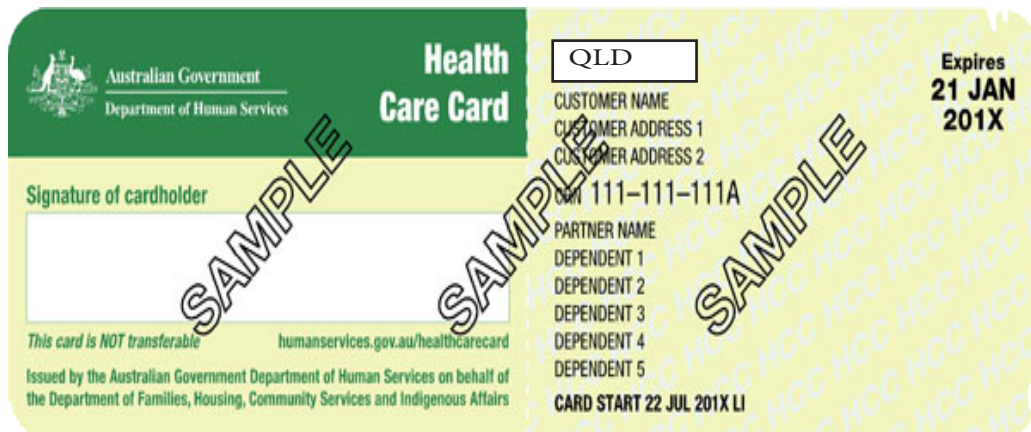 Australian Government
Department of Human Services
Health
Care Card
Signature of cardholder
This card is NOT transferable
humanservices.gov.au/healthcarecard
Issued by the Australian Government Department of Human Services on behalf of
the Department of Families, Housing, Community Services and Indigenous Affairs
SAMPLE
SAMPLE
QLD
CUSTOMER NAME
CUSTOMER ADDRESS 1
CUSTOMER ADDRESS 2
CRN 111–111–111A
PARTNER NAME
DEPENDENT 1
DEPENDENT 2
DEPENDENT 3
DEPENDENT 4
DEPENDENT 5
CARD START 22 JUL 201X LI
Expires
21 JAN
201X
SAMPLE